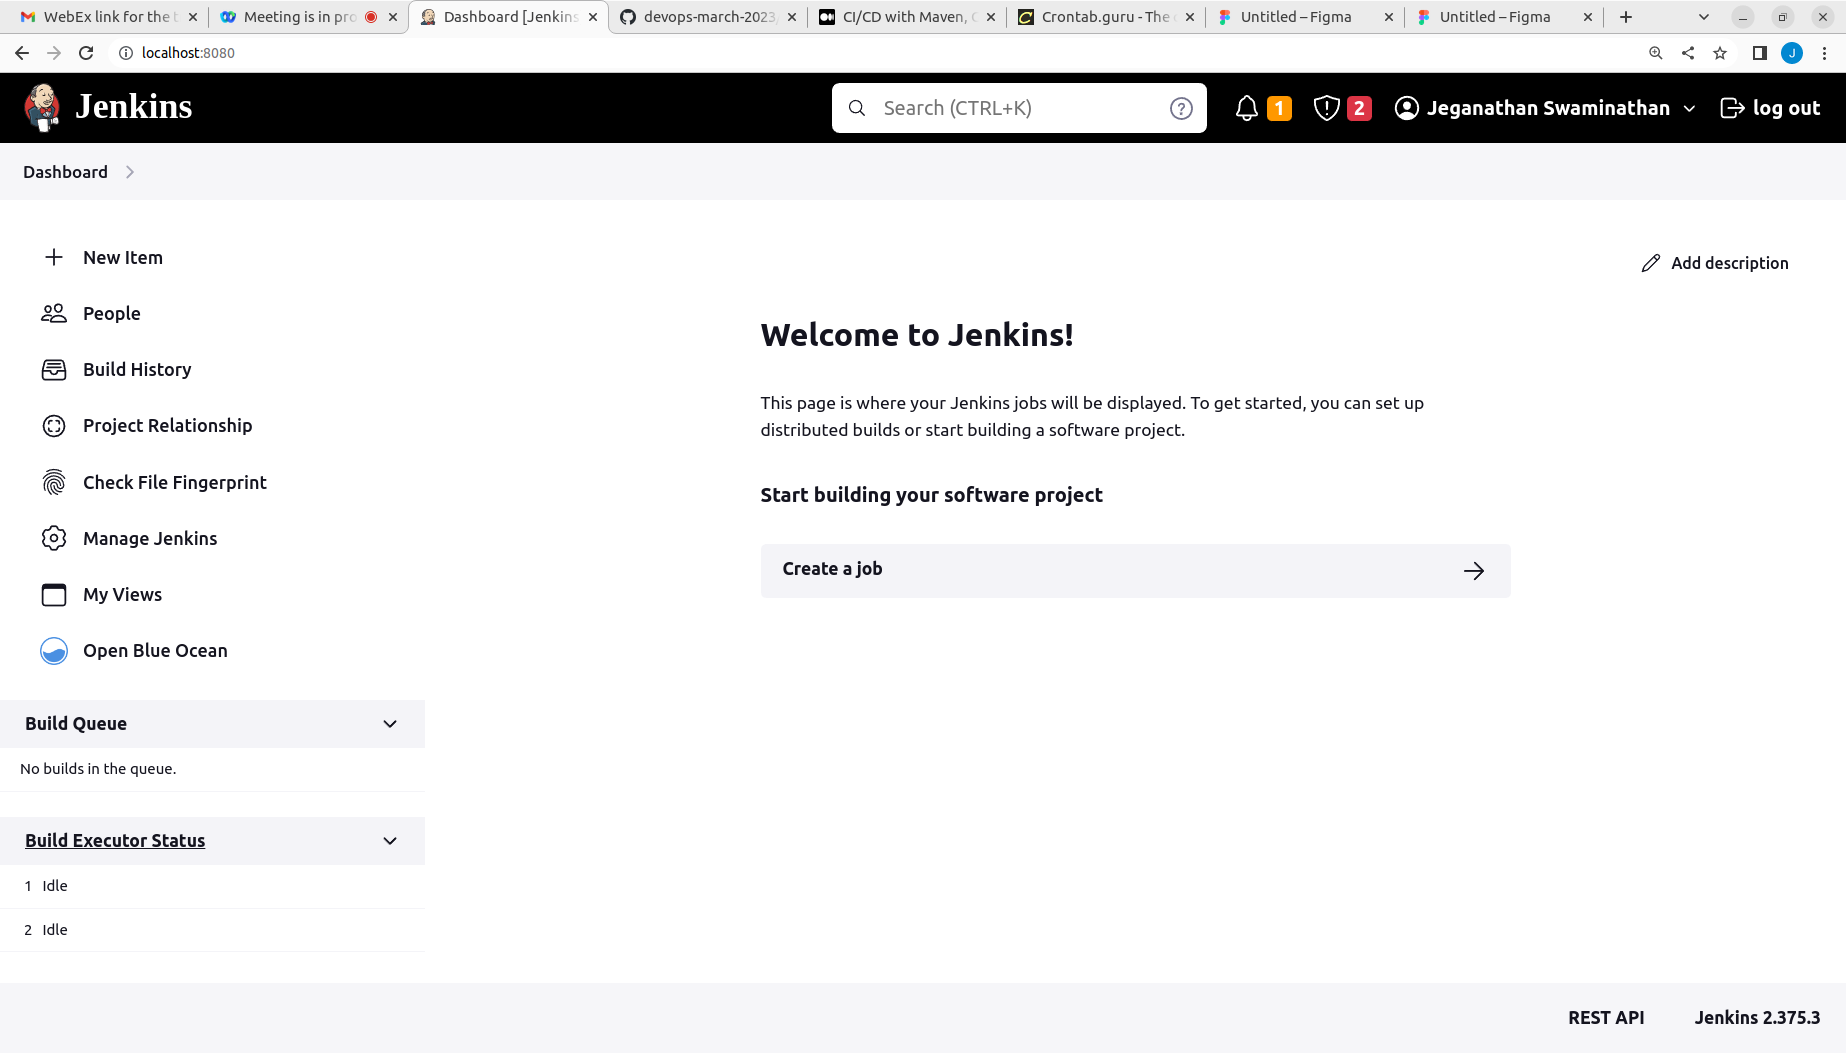 WebEx link for the t
Meeting is in pro
Dashboard [Jenkins
devops-march-2023/
CI/CD with Maven,
Crontab.guru - The
Untitled – Figma
Untitled – Figma
localhost:8080
J
Jenkins
Search (CTRL+K)
?
1
2
Jeganathan Swaminathan
log out
Dashboard
New Item
People
Build History
Project Relationship
Check File Fingerprint
Manage Jenkins
My Views
Open Blue Ocean
Add description
Welcome to Jenkins!
This page is where your Jenkins jobs will be displayed. To get started, you can set up
distributed builds or start building a software project.
Start building your software project
Create a job
Build Queue
No builds in the queue.
Build Executor Status
1 Idle
2 Idle
REST API
Jenkins 2.375.3